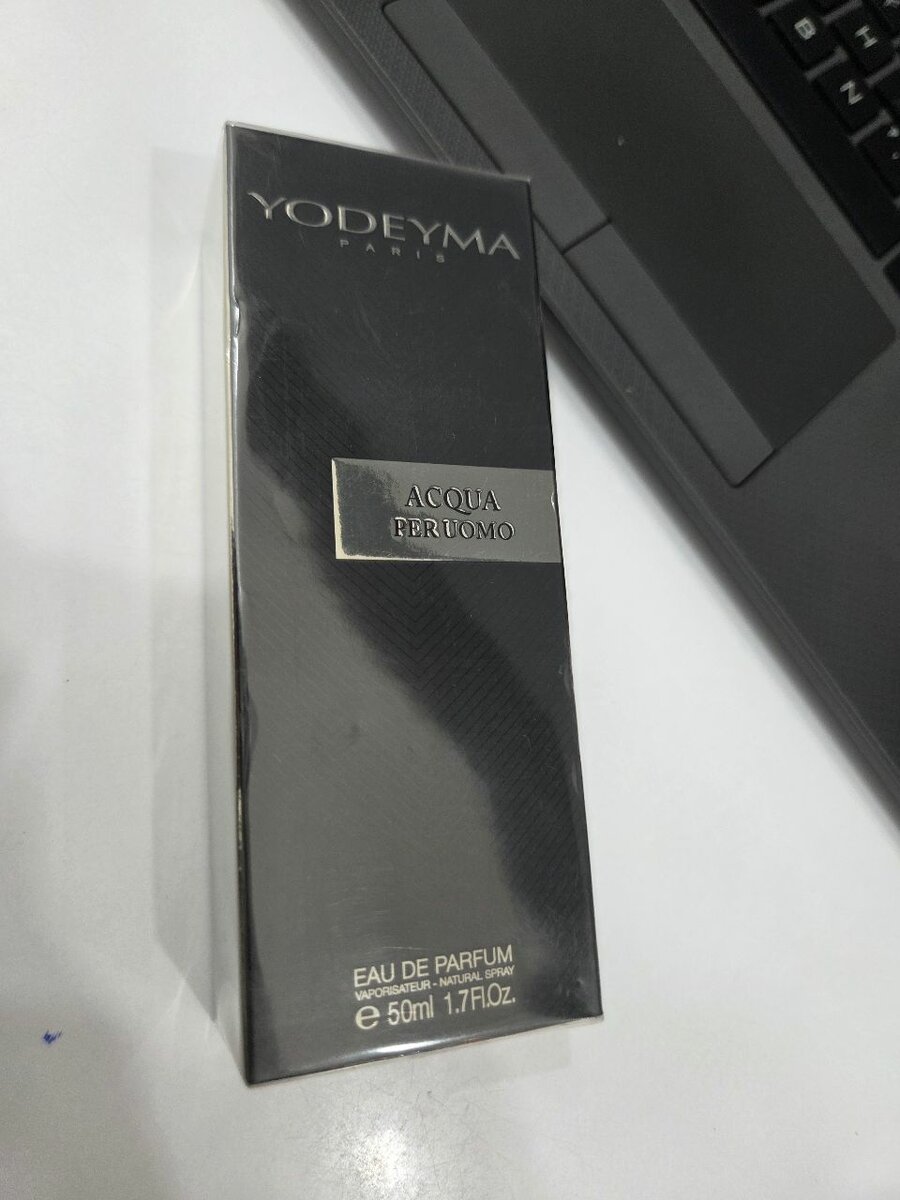 YODEYMA
PARIS
ACQUA
PER UOMO
EAU DE PARFUM
VAPORISATEUR - NATURAL SPRAY
e 50ml 1.7Fl.Oz.
B
H
N